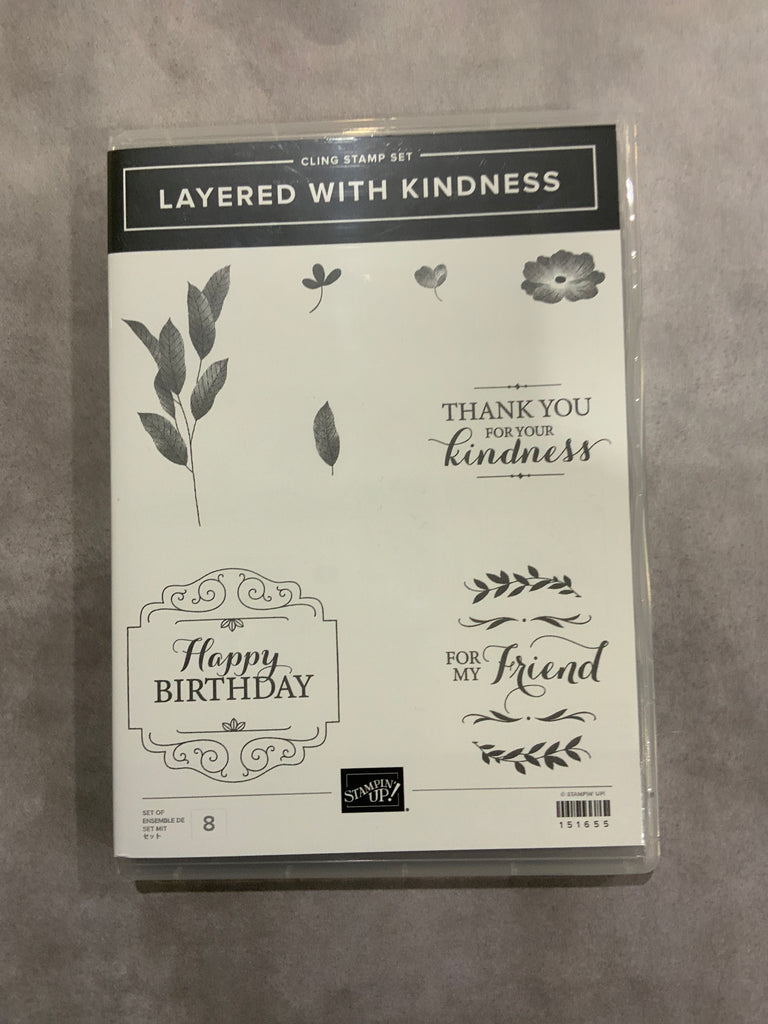 CLING STAMP SET
LAYERED WITH KINDNESS
THANK YOU
FOR YOUR
kindness
Happy
BIRTHDAY
FOR
MY
Friend
STAMPIN'
UP!
SET OF
ENSEMBLE DE
SET MIT
セット
8
© STAMPIN' UP!
151655